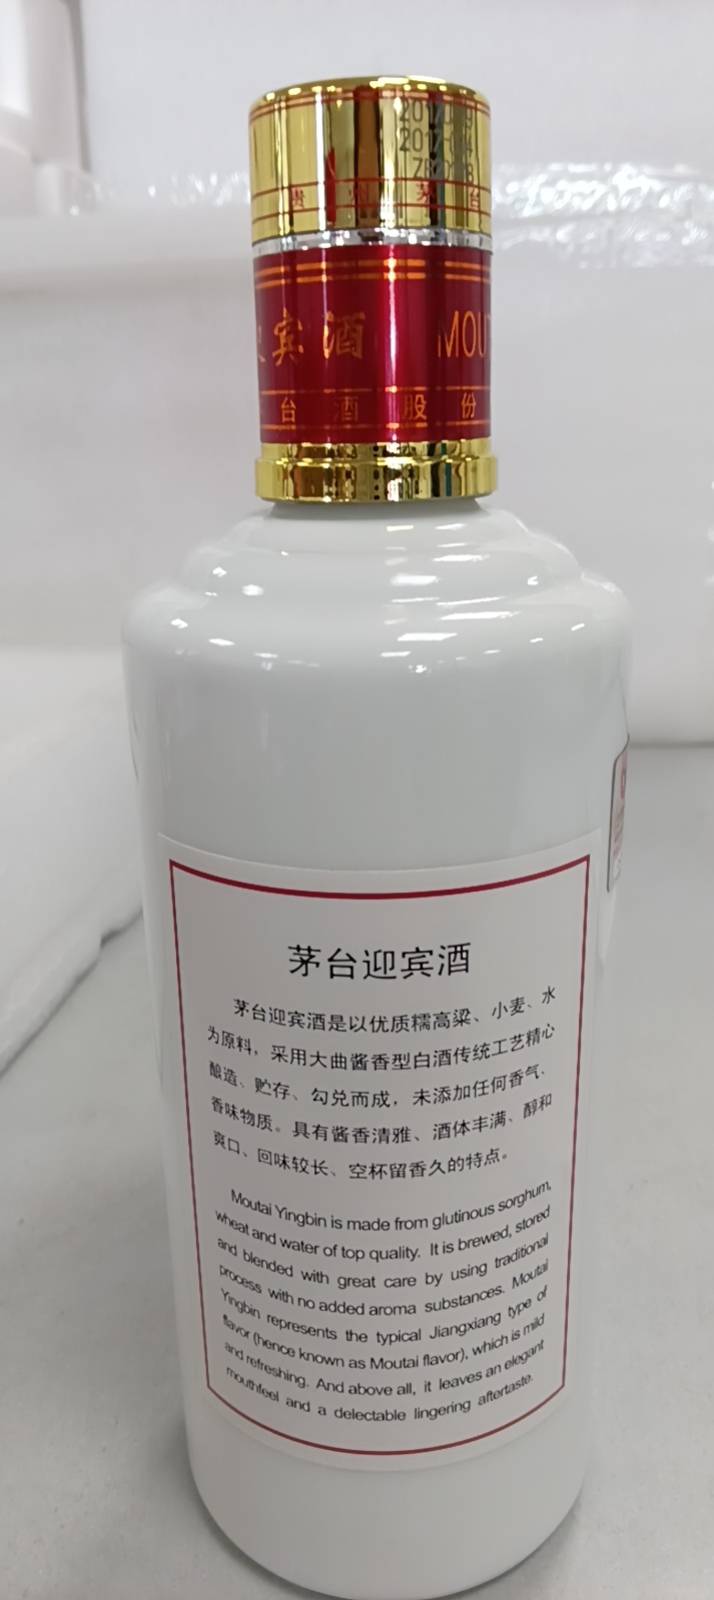 贵州茅台
宾酒 MOU
台酒股份
茅台迎宾酒
茅台迎宾酒是以优质糯高粱、小麦、水
为原料，采用大曲酱香型白酒传统工艺精心
酿造、贮存、勾兑而成，未添加任何香气、
香味物质。具有酱香清雅、酒体丰满、醇和
爽口、回味较长、空杯留香久的特点。
Moutai Yingbin is made from glutinous sorghum,
wheat and water of top quality. It is brewed, stored
and blended with great care by using traditional
process with no added aroma substances. Moutai
Yingbin represents the typical Jiangxiang type of
flavor (hence known as Moutai flavor), which is mild
and refreshing. And above all, it leaves an elegant
mouthfeel and a delectable lingering aftertaste.